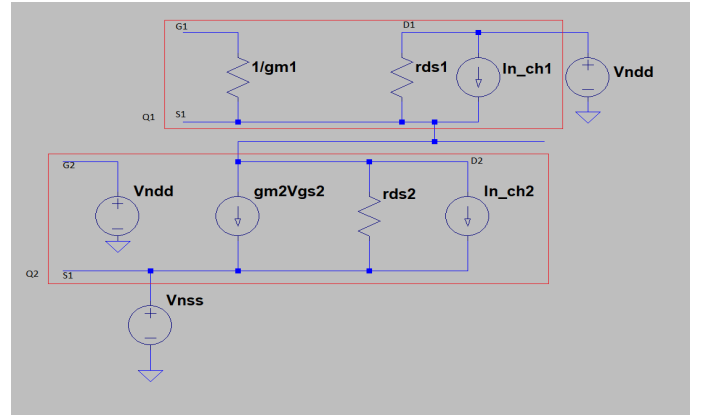 G1
D1
1/gm1
rds1
In_ch1
Vndd
Q1
S1
G2
D2
Vndd
gm2Vgs2
rds2
In_ch2
Q2
S1
Vnss